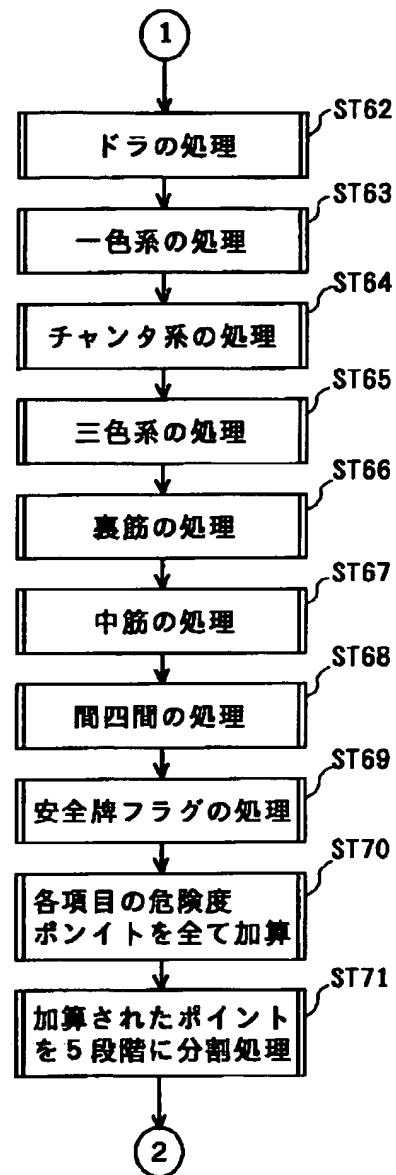 1
ST62
ドラの処理
ST63
一色系の処理
ST64
チャンタ系の処理
ST65
三色系の処理
ST66
裏筋の処理
ST67
中筋の処理
ST68
間四間の処理
ST69
安全牌フラグの処理
ST70
各項目の危険度
ポンイトを全て加算
ST71
加算されたポイント
を5段階に分割処理
2